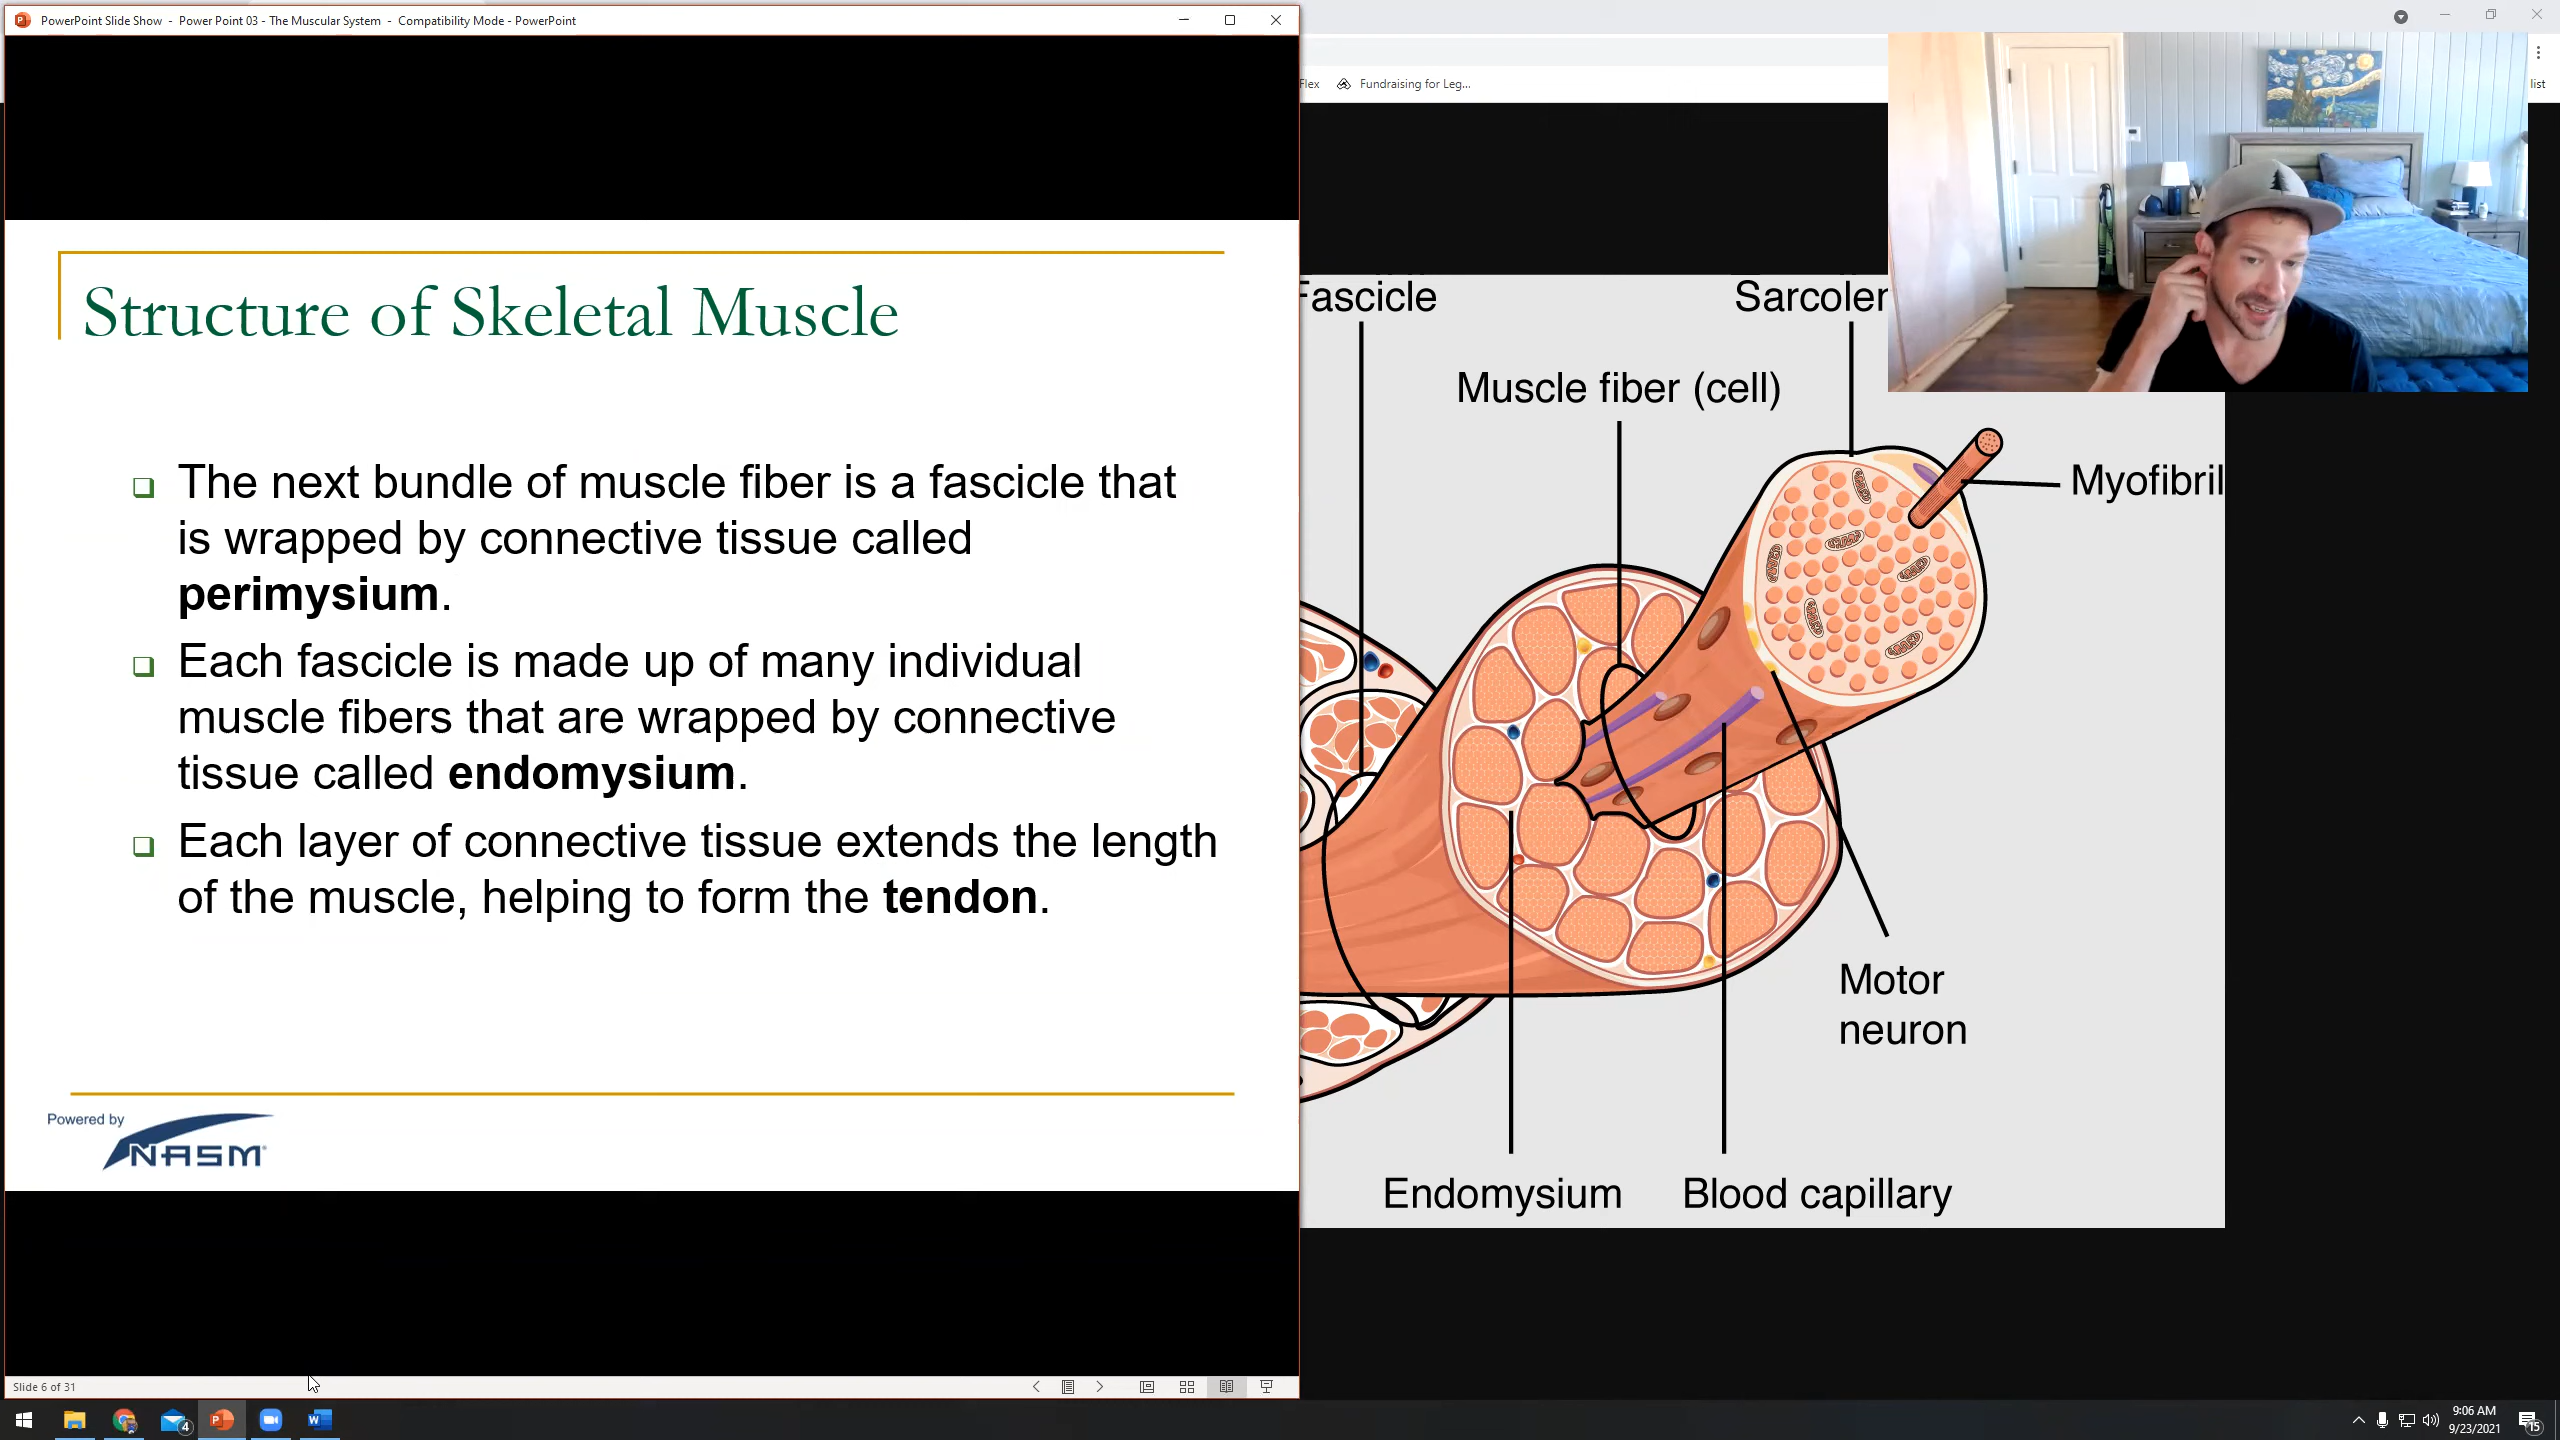 PowerPoint Slide Show - Power Point 03 - The Muscular System - Compatibility Mode - PowerPoint
Flex
Fundraising for Leg...
list
Structure of Skeletal Muscle
The next bundle of muscle fiber is a fascicle that
is wrapped by connective tissue called
perimysium.
Each fascicle is made up of many individual
muscle fibers that are wrapped by connective
tissue called endomysium.
Each layer of connective tissue extends the length
of the muscle, helping to form the tendon.
Powered by
NASM
Fascicle
Sarcolem
Muscle fiber (cell)
Myofibril
Motor
neuron
Endomysium
Blood capillary
Slide 6 of 31
4
9:06 AM
9/23/2021
15